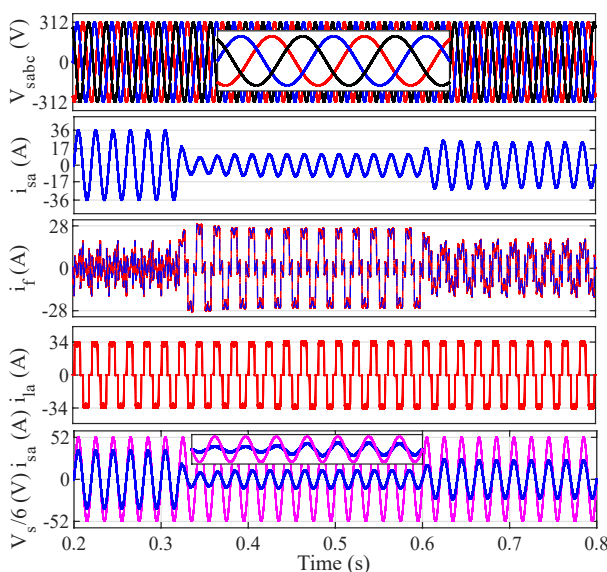 V_sabc (V)
312
0
-312
i_sa (A)
36
17
0
-17
-36
i_f (A)
28
0
-28
i_la (A)
34
0
-34
V_s/6 (V) i_sa (A)
52
0
-52
0.2 0.3 0.4 0.5 0.6 0.7 0.8
Time (s)